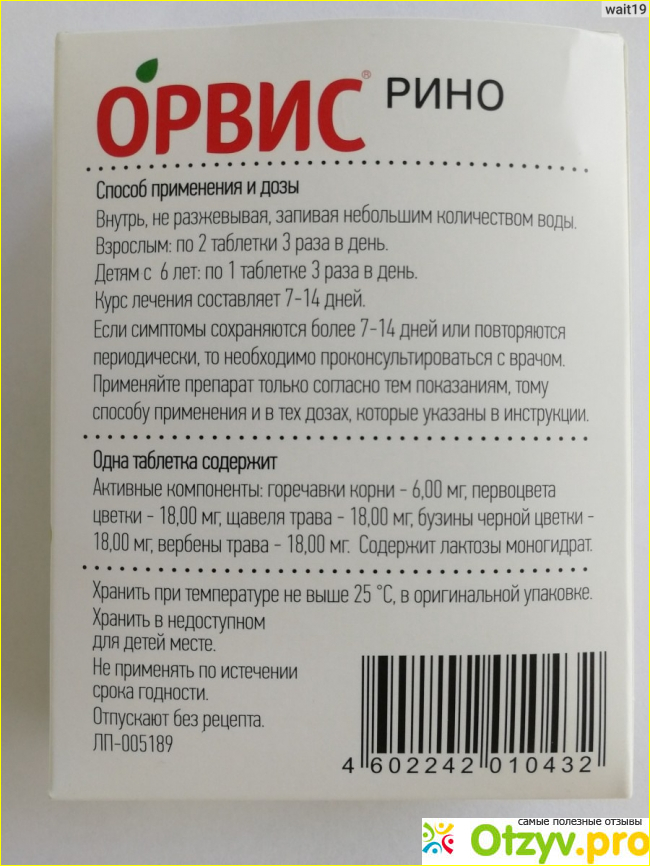 wait19
ОРВИС® РИНО
Способ применения и дозы
Внутрь, не разжевывая, запивая небольшим количеством воды.
Взрослым: по 2 таблетки 3 раза в день.
Детям с 6 лет: по 1 таблетке 3 раза в день.
Курс лечения составляет 7-14 дней.
Если симптомы сохраняются более 7-14 дней или повторяются
периодически, то необходимо проконсультироваться с врачом.
Применяйте препарат только согласно тем показаниям, тому
способу применения и в тех дозах, которые указаны в инструкции.
Одна таблетка содержит
Активные компоненты: горечавки корни - 6,00 мг, первоцвета
цветки - 18,00 мг, щавеля трава - 18,00 мг, бузины черной цветки -
18,00 мг, вербены трава - 18,00 мг. Содержит лактозы моногидрат.
Хранить при температуре не выше 25 °С, в оригинальной упаковке.
Хранить в недоступном
для детей месте.
Не применять по истечении
срока годности.
Отпускают без рецепта.
ЛП-005189
4 602242 010432
самые полезные отзывы
Otzyv.pro